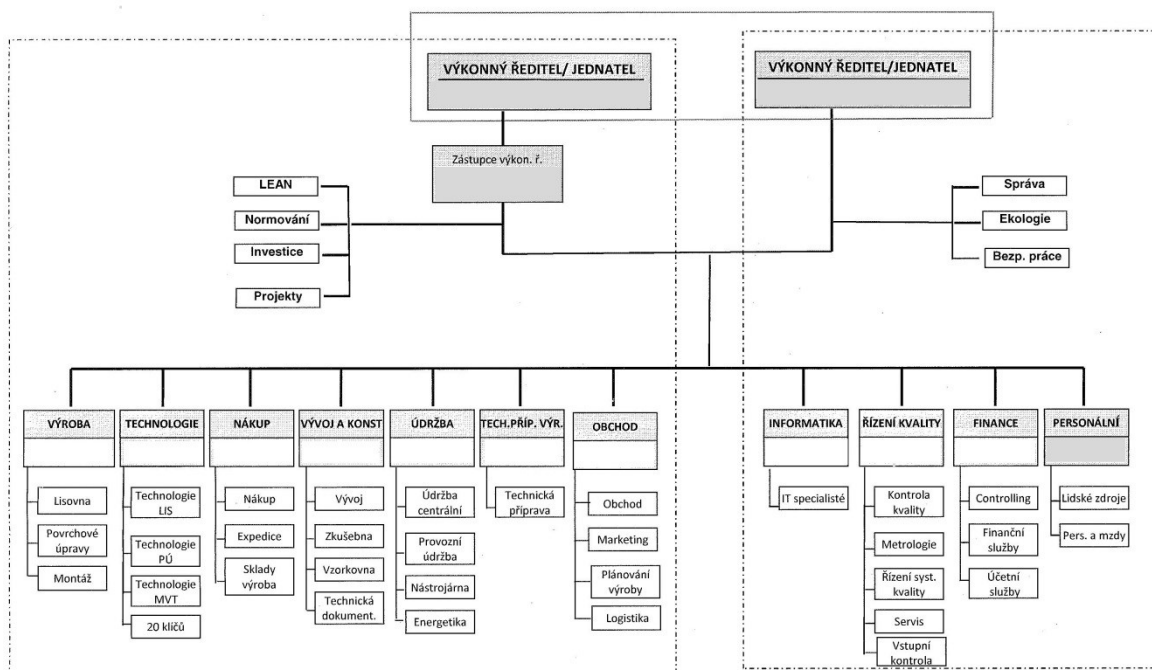 VÝKONNÝ ŘEDITEL/ JEDNATEL
VÝKONNÝ ŘEDITEL/JEDNATEL
Zástupce výkon. ř.
LEAN
Normování
Investice
Projekty
Správa
Ekologie
Bezp. práce
VÝROBA
Lisovna
Povrchové
úpravy
Montáž
TECHNOLOGIE
Technologie
LIS
Technologie
PÚ
Technologie
MVT
20 klíčů
NÁKUP
Nákup
Expedice
Sklady
výroba
VÝVOJ A KONST
Vývoj
Zkušebna
Vzorkovna
Technická
dokument.
ÚDRŽBA
Údržba
centrální
Provozní
údržba
Nástrojárna
Energetika
TECH.PŘÍP. VÝR.
Technická
příprava
OBCHOD
Obchod
Marketing
Plánování
výroby
Logistika
INFORMATIKA
IT specialisté
ŘÍZENÍ KVALITY
Kontrola
kvality
Metrologie
Řízení syst.
kvality
Servis
Vstupní
kontrola
FINANCE
Controlling
Finanční
služby
Účetní
služby
PERSONÁLNÍ
Lidské zdroje
Pers. a mzdy